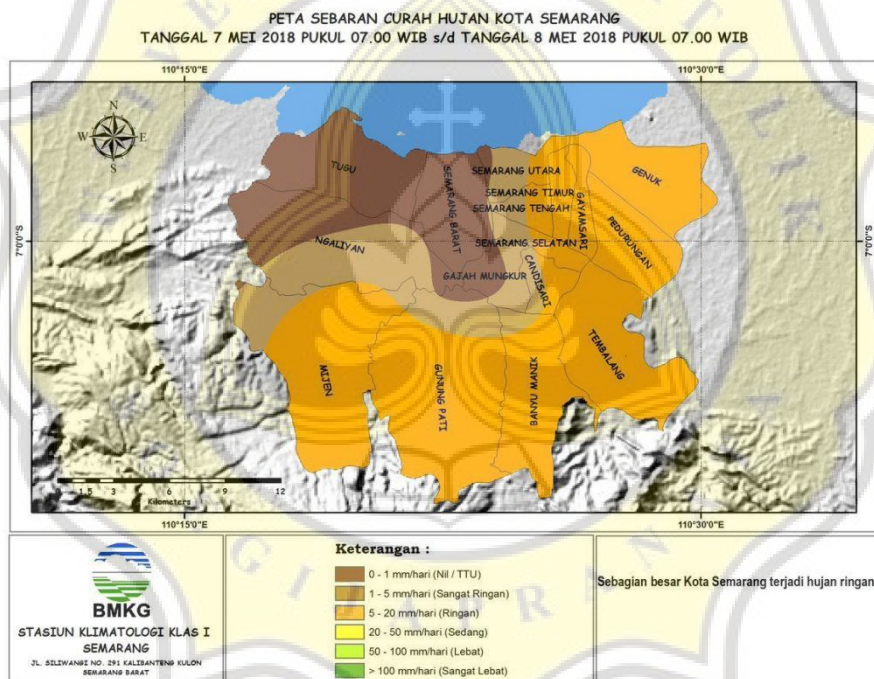 PETA SEBARAN CURAH HUJAN KOTA SEMARANG
TANGGAL 7 MEI 2018 PUKUL 07.00 WIB s/d TANGGAL 8 MEI 2018 PUKUL 07.00 WIB
110°15'0"E
110°30'0"E
N
W
E
S
TUGU
SEMARANG BARAT
SEMARANG UTARA
GENUK
SEMARANG TIMUR
SEMARANG TENGAH
GAYAMSARI
PEDURUNGAN
7°0'0"S
NGALIYAN
SEMARANG SELATAN
7°0'0"S
GAJAH MUNGKUR
CANDISARI
MIJEN
GUNUNG PATI
BANYU MANIK
TEMBALANG
1.5 3 6 9 12
Kilometers
110°15'0"E
110°30'0"E
BMKG
STASIUN KLIMATOLOGI KLAS I
SEMARANG
JL. SILIWANGI NO. 291 KALIBANTENG KULON
SEMARANG BARAT
Keterangan :
0 - 1 mm/hari (Nil / TTU)
1 - 5 mm/hari (Sangat Ringan)
5 - 20 mm/hari (Ringan)
20 - 50 mm/hari (Sedang)
50 - 100 mm/hari (Lebat)
> 100 mm/hari (Sangat Lebat)
Sebagian besar Kota Semarang terjadi hujan ringan